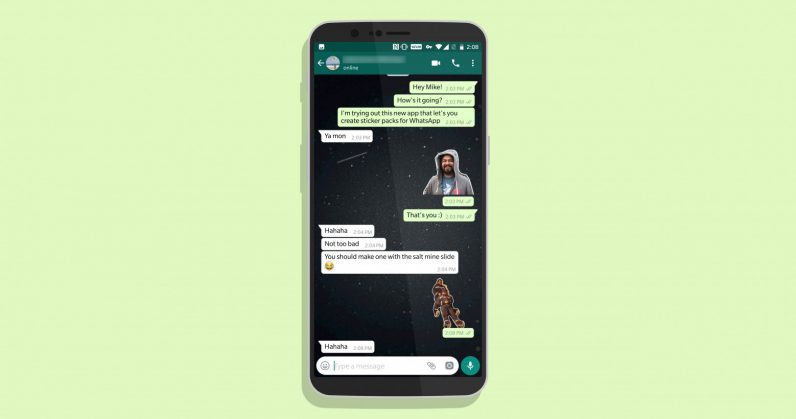 2:08
online
Hey Mike!
2:03 PM
How's it going?
2:03 PM
I'm trying out this new app that let's you
create sticker packs for WhatsApp
2:03 PM
Ya mon
2:03 PM
2:03 PM
That's you :)
2:03 PM
Hahaha
2:04 PM
Not too bad
2:04 PM
You should make one with the salt mine slide
😂
2:04 PM
2:08 PM
Hahaha
2:08 PM
Type a message